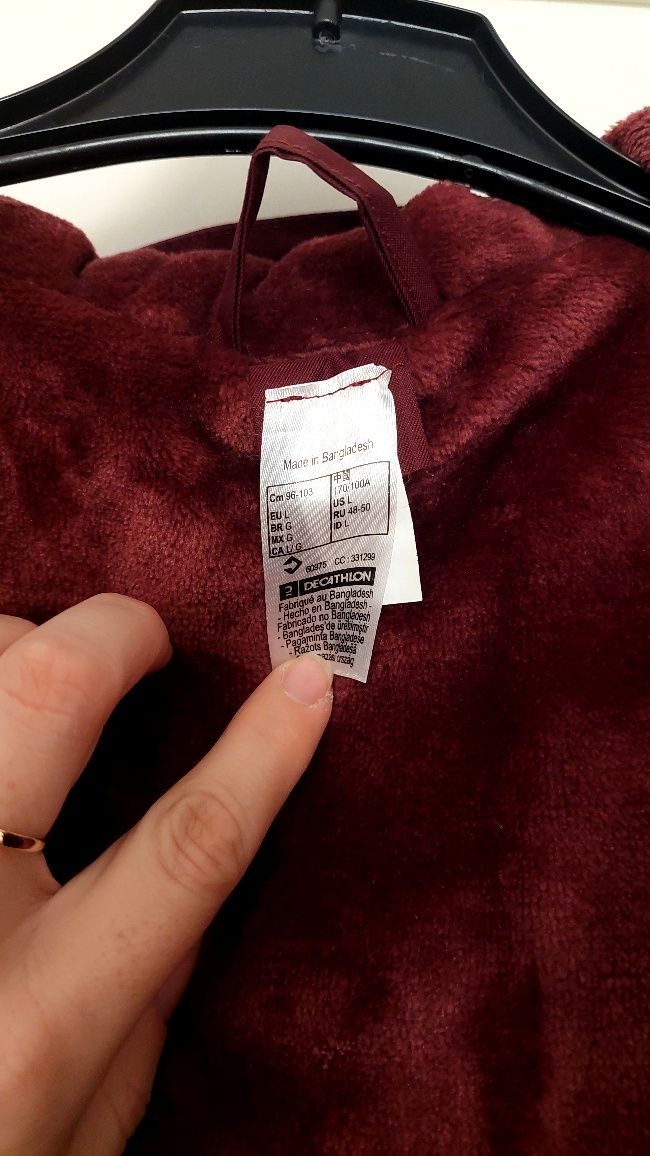 Made in Bangladesh
Cm 96-103
EU L
BR G
MX G
CA L/G
中國
170/100A
US L
RU 48-50
ID L
60975 CC : 331299
DECATHLON
Fabriqué au Bangladesh
- Hecho en Bangladesh -
Fabricado no Bangladesh
- Bangladeş'de üretilmiştir
- Pagaminta Bangladeše
- Ražots Bangladešā